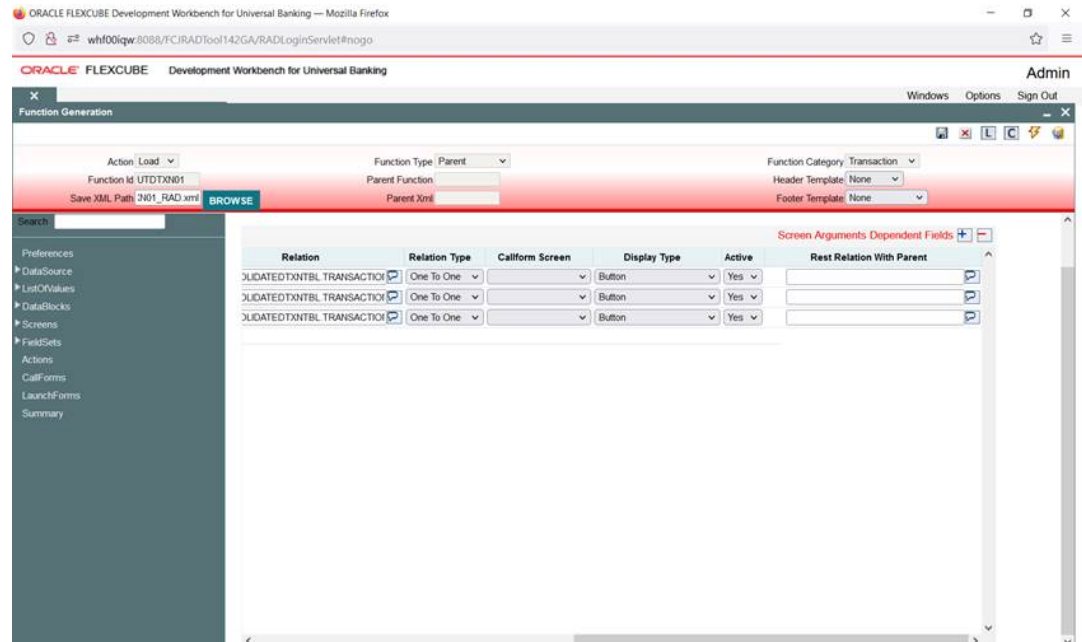 ORACLE FLEXCUBE Development Workbench for Universal Banking — Mozilla Firefox
whf00iqw:8088/FCJRADTool142GA/RADLoginServlet#nogo
ORACLE FLEXCUBE Development Workbench for Universal Banking Admin
Windows Options Sign Out
Function Generation
L C
Action Load Function Type Parent Function Category Transaction
Function Id UTDTXN01 Parent Function Header Template None
Save XML Path N01_RAD.xml BROWSE Parent Xml Footer Template None
Search
Screen Arguments Dependent Fields
Preferences
DataSource
ListOfValues
DataBlocks
Screens
FieldSets
Actions
CallForms
LaunchForms
Summary
Relation Relation Type Callform Screen Display Type Active Rest Relation With Parent
LIDATEDTXNTBL TRANSACTION One To One Button Yes
LIDATEDTXNTBL TRANSACTION One To One Button Yes
LIDATEDTXNTBL TRANSACTION One To One Button Yes